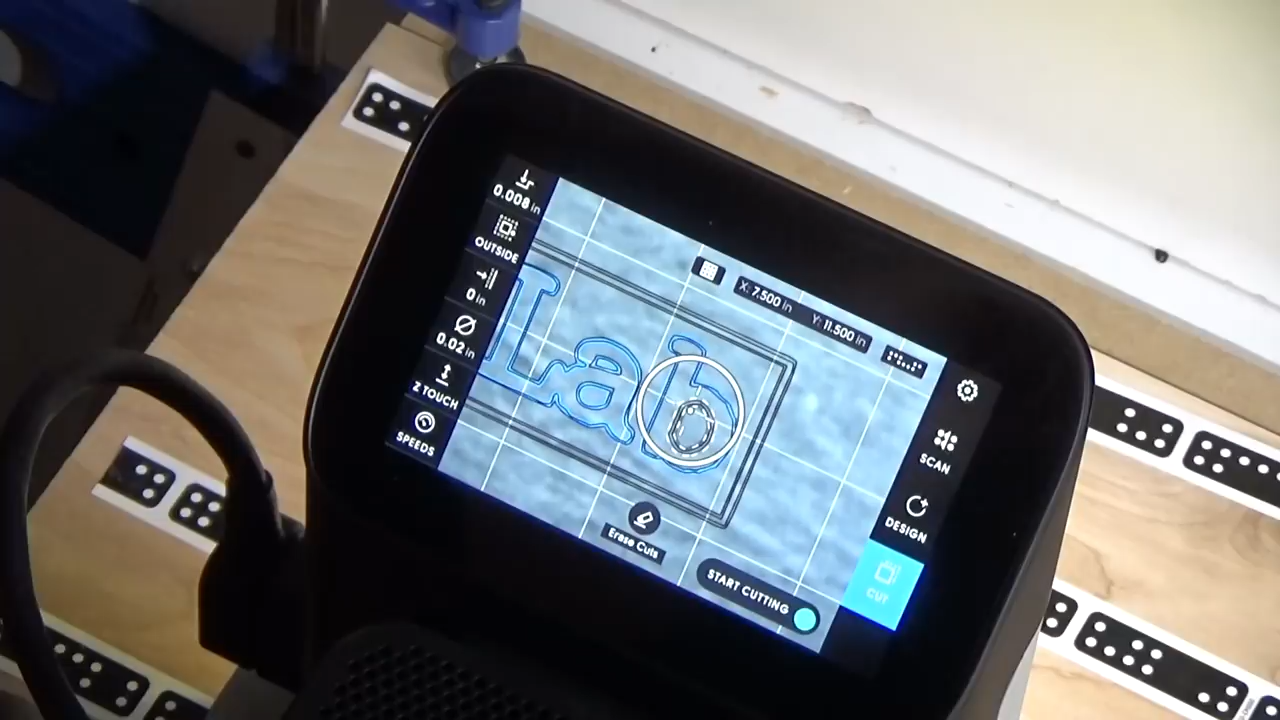 0.008 in
OUTSIDE
0 in
0.02 in
Z TOUCH
SPEEDS
X: 7.500 in
Y: 11.500 in
Lab
Erase Cuts
START CUTTING
SCAN
DESIGN
CUT